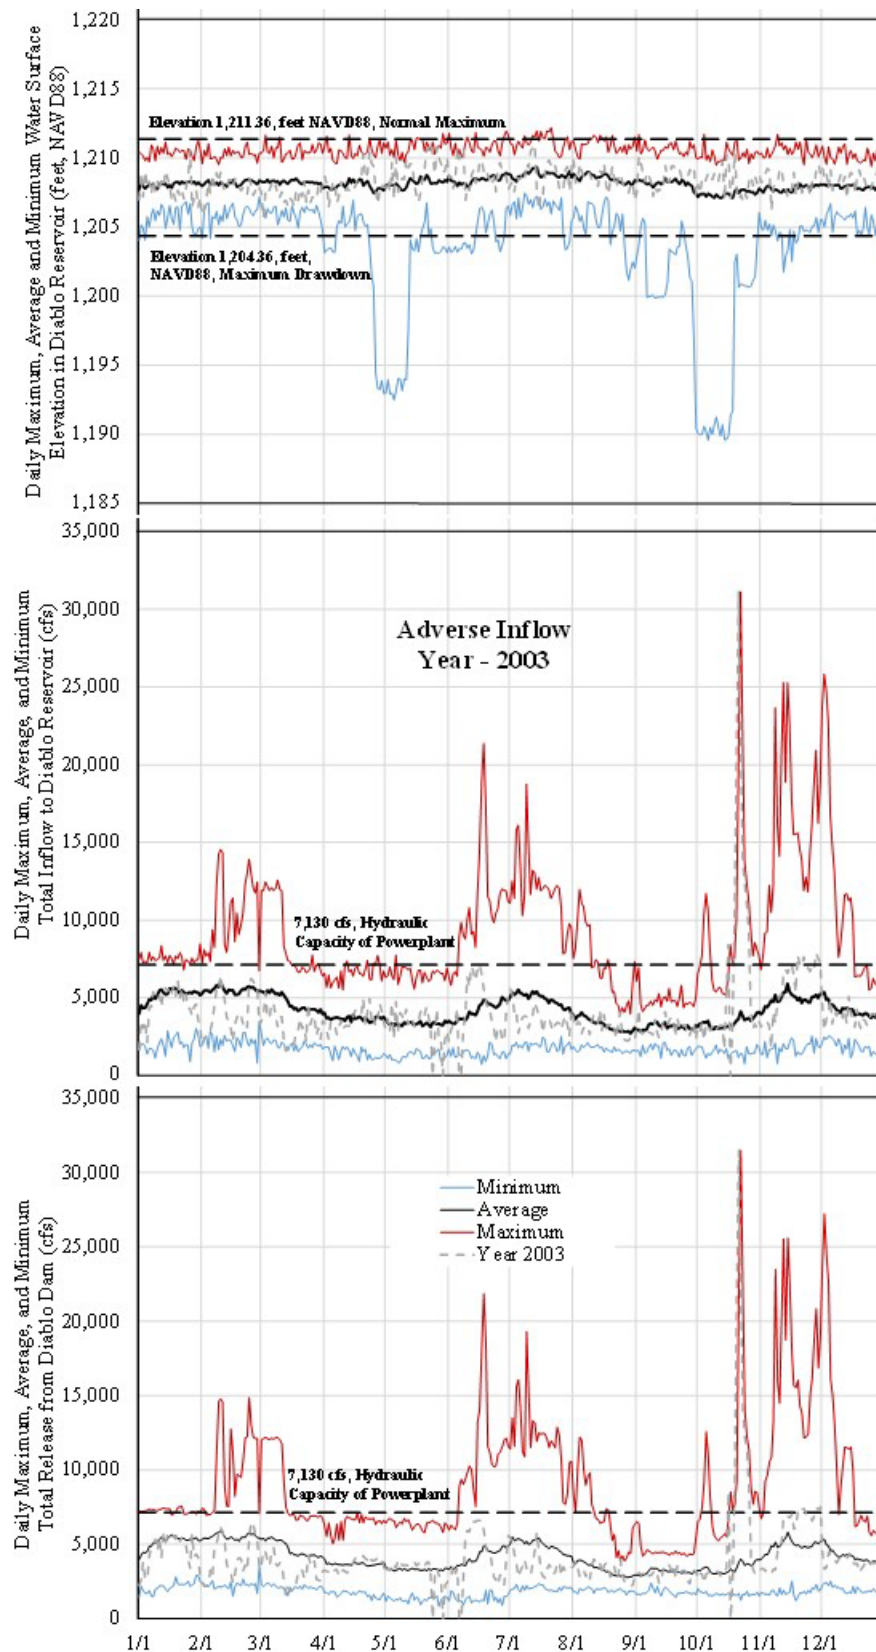 Daily Maximum, Average and Minimum Water Surface
Elevation in Diablo Reservoir (feet, NAVD88)
1,220
1,215
1,210
1,205
1,200
1,195
1,190
1,185
Elevation 1,211.36, feet NAVD88, Normal Maximum
Elevation 1,204.36, feet,
NAVD88, Maximum Drawdown
Daily Maximum, Average, and Minimum
Total Inflow to Diablo Reservoir (cfs)
35,000
30,000
25,000
20,000
15,000
10,000
5,000
0
Adverse Inflow
Year - 2003
7,130 cfs, Hydraulic
Capacity of Powerplant
Daily Maximum, Average, and Minimum
Total Release from Diablo Dam (cfs)
35,000
30,000
25,000
20,000
15,000
10,000
5,000
0
Minimum
Average
Maximum
Year 2003
7,130 cfs, Hydraulic
Capacity of Powerplant
1/1 2/1 3/1 4/1 5/1 6/1 7/1 8/1 9/1 10/1 11/1 12/1